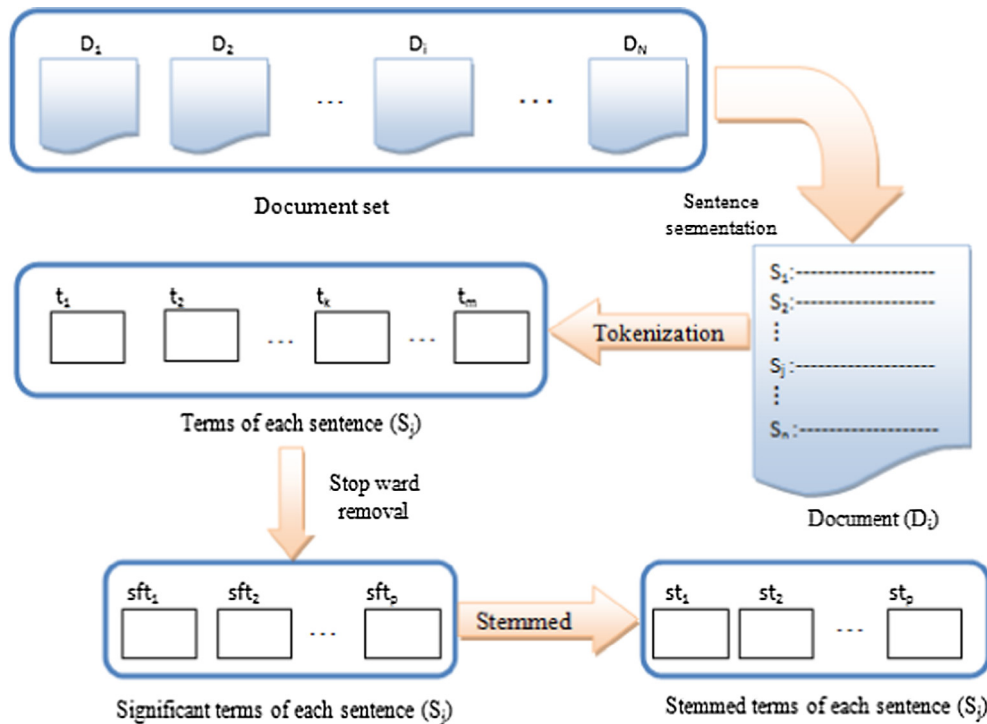 D₁ D₂ Dᵢ D_N
... ...
Document set
Sentence
segmentation
S₁:-------------------
S₂:-------------------
⋮
Sⱼ:-------------------
⋮
Sₙ:-------------------
Document (Dᵢ)
Tokenization
t₁ t₂ tₖ tₘ
... ...
Terms of each sentence (Sⱼ)
Stop ward
removal
sft₁ sft₂ sftₚ
...
Significant terms of each sentence (Sⱼ)
Stemmed
st₁ st₂ stₚ
...
Stemmed terms of each sentence (Sⱼ)